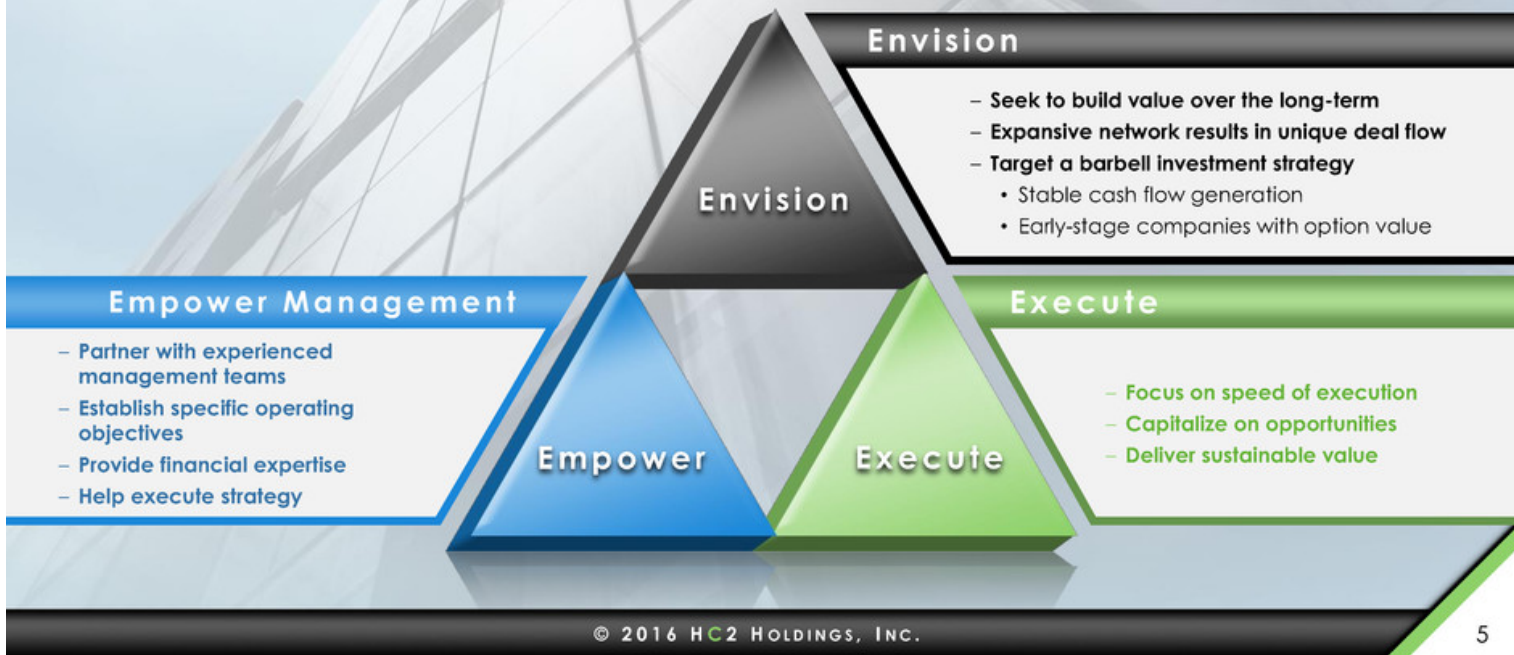 Envision
– Seek to build value over the long-term
– Expansive network results in unique deal flow
– Target a barbell investment strategy
• Stable cash flow generation
• Early-stage companies with option value
Envision
Empower Management
– Partner with experienced
management teams
– Establish specific operating
objectives
– Provide financial expertise
– Help execute strategy
Empower
Execute
Execute
– Focus on speed of execution
– Capitalize on opportunities
– Deliver sustainable value
© 2016 HC2 HOLDINGS, INC.
5